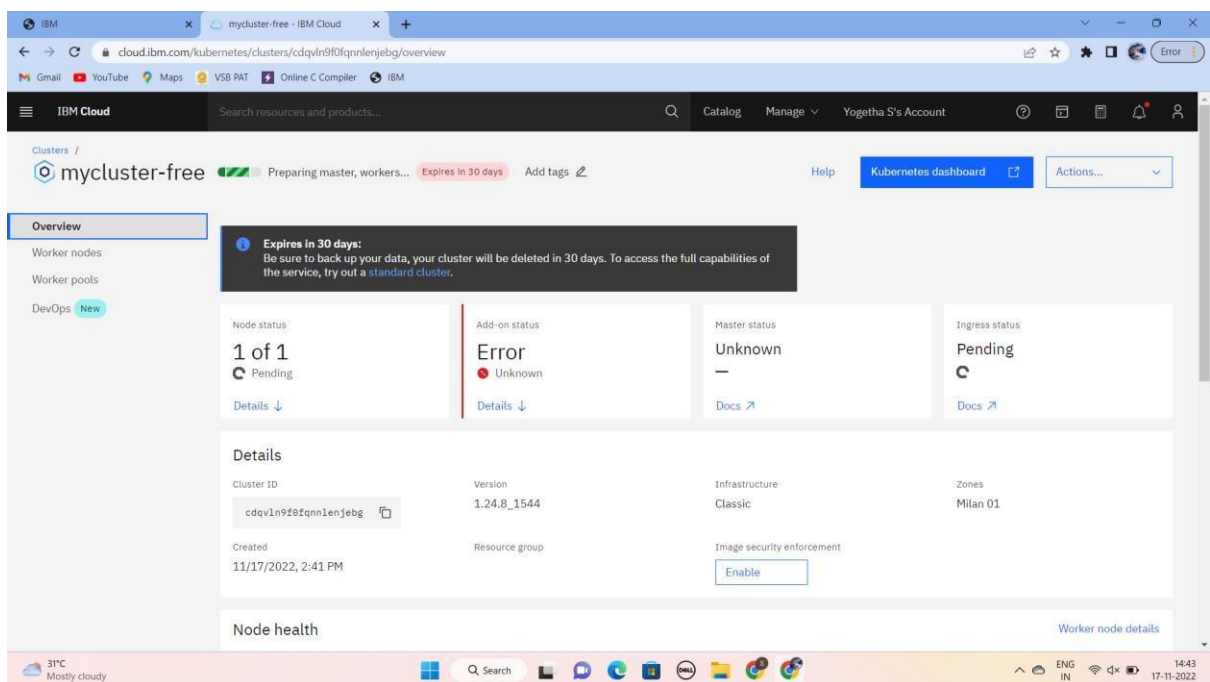 IBM
mycluster-free - IBM Cloud
cloud.ibm.com/kubernetes/clusters/cdqvln9f0fqnnlenjebg/overview
Error
Gmail YouTube Maps VSB PAT Online C Compiler IBM
IBM Cloud
Search resources and products...
Catalog Manage Yogetha S's Account
Clusters /
mycluster-free Preparing master, workers... Expires in 30 days Add tags
Help Kubernetes dashboard Actions...
Overview
Worker nodes
Worker pools
DevOps New
Expires in 30 days:
Be sure to back up your data, your cluster will be deleted in 30 days. To access the full capabilities of
the service, try out a standard cluster.
Node status
1 of 1
Pending
Details ↓
Add-on status
Error
Unknown
Details ↓
Master status
Unknown
—
Docs ↗
Ingress status
Pending
Docs ↗
Details
Cluster ID
cdqvln9f0fqnnlenjebg
Version
1.24.8_1544
Infrastructure
Classic
Zones
Milan 01
Created
11/17/2022, 2:41 PM
Resource group
Image security enforcement
Enable
Node health
Worker node details
31°C
Mostly cloudy
Search
DELL
ENG
IN
14:43
17-11-2022